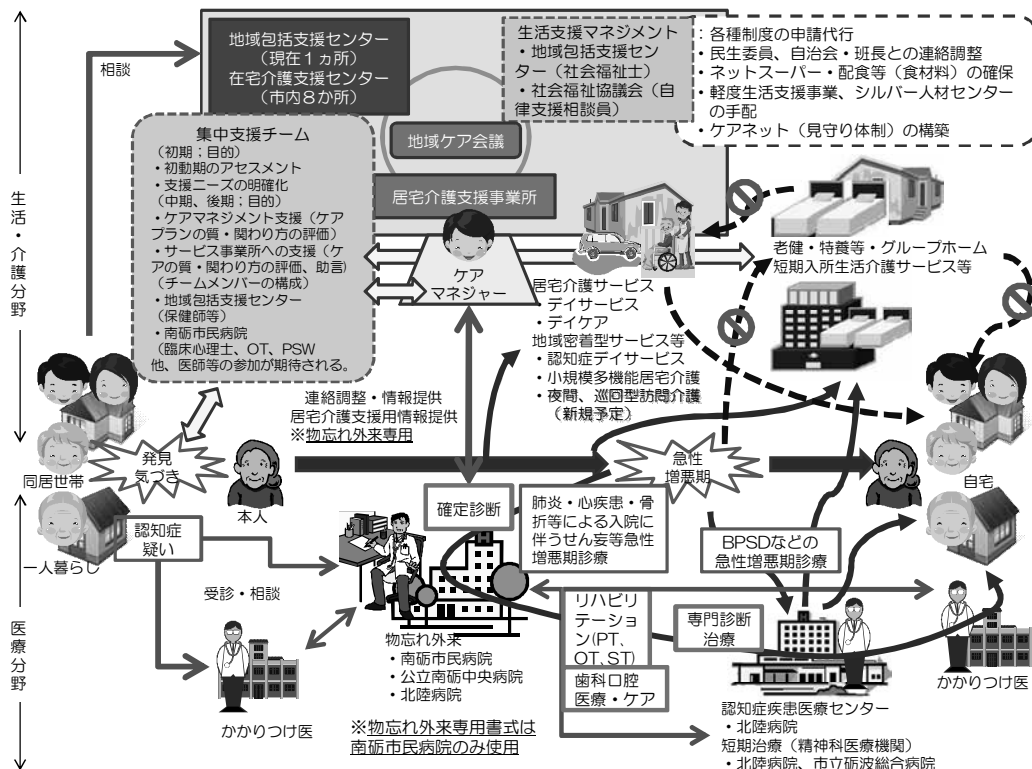 生活・介護分野
医療分野
相談
地域包括支援センター
（現在１ヵ所）
在宅介護支援センター
（市内８か所）
生活支援マネジメント
・地域包括支援セン
ター（社会福祉士）
・社会福祉協議会（自
律支援相談員）
：各種制度の申請代行
・民生委員、自治会・班長との連絡調整
・ネットスーパー・配食等（食材料）の確保
・軽度生活支援事業、シルバー人材センター
の手配
・ケアネット（見守り体制）の構築
地域ケア会議
居宅介護支援事業所
集中支援チーム
（初期；目的）
・初動期のアセスメント
・支援ニーズの明確化
（中期、後期；目的）
・ケアマネジメント支援（ケア
プランの質・関わり方の評価）
・サービス事業所への支援（ケ
アの質・関わり方の評価、助言）
（チームメンバーの構成）
・地域包括支援センター
（保健師等）
・南砺市民病院
（臨床心理士、OT、PSW
他、医師等の参加が期待される。
ケア
マネジャー
居宅介護サービス
・デイサービス
・デイケア
地域密着型サービス等
・認知症デイサービス
・小規模多機能居宅介護
・夜間、巡回型訪問介護
（新規予定）
老健・特養等・グループホーム
短期入所生活介護サービス等
連絡調整・情報提供
居宅介護支援用情報提供
※物忘れ外来専用
同居世帯
発見
気づき
本人
急性
増悪期
自宅
一人暮らし
認知症
疑い
確定診断
肺炎・心疾患・骨
折等による入院に
伴うせん妄等急性
増悪期診療
BPSDなどの
急性増悪期診療
受診・相談
かかりつけ医
物忘れ外来
・南砺市民病院
・公立南砺中央病院
・北陸病院
※物忘れ外来専用書式は
南砺市民病院のみ使用
リハビリ
テーション(PT、
OT、ST)
歯科口腔
医療・ケア
専門診断
治療
かかりつけ医
認知症疾患医療センター
・北陸病院
短期治療（精神科医療機関）
・北陸病院、市立砺波総合病院